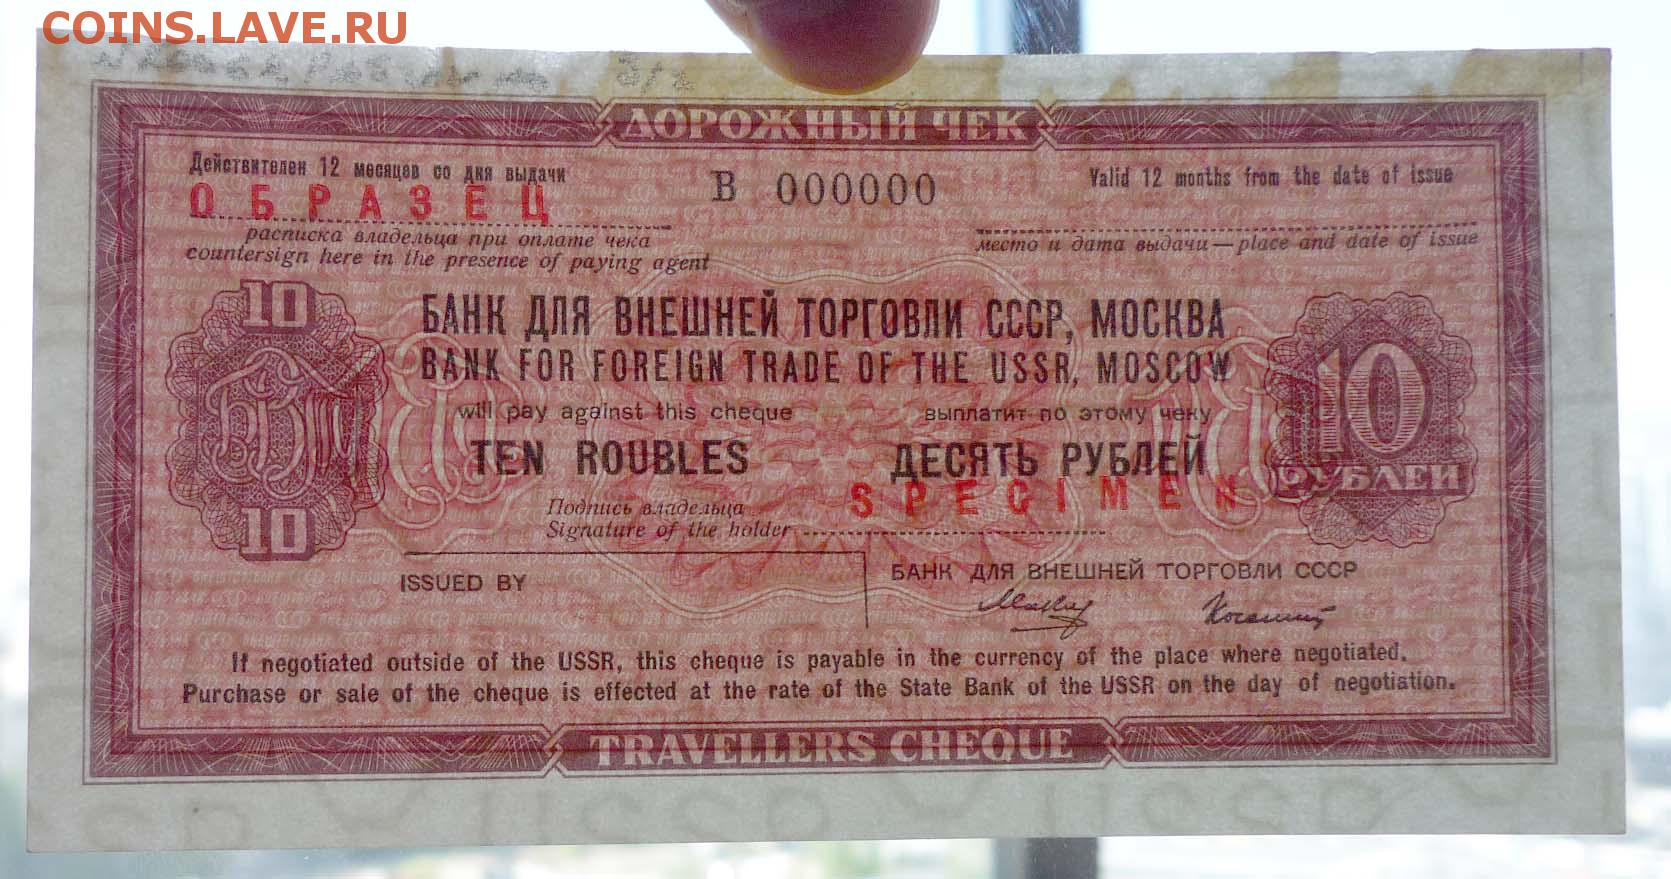 COINS.LAVE.RU
ДОРОЖНЫЙ ЧЕК
Действителен 12 месяцев со дня выдачи
В 000000
Valid 12 months from the date of issue
ОБРАЗЕЦ
расписка владельца при оплате чека
место и дата выдачи — place and date of issue
countersign here in the presence of paying agent
10
БАНК ДЛЯ ВНЕШНЕЙ ТОРГОВЛИ СССР, МОСКВА
BANK FOR FOREIGN TRADE OF THE USSR, MOSCOW
10
РУБЛЕЙ
will pay against this cheque
выплатит по этому чеку
TEN ROUBLES
ДЕСЯТЬ РУБЛЕЙ
SPECIMEN
Подпись владельца
Signature of the holder
10
ISSUED BY
БАНК ДЛЯ ВНЕШНЕЙ ТОРГОВЛИ СССР
If negotiated outside of the USSR, this cheque is payable in the currency of the place where negotiated.
Purchase or sale of the cheque is effected at the rate of the State Bank of the USSR on the day of negotiation.
TRAVELLERS CHEQUE
USSR